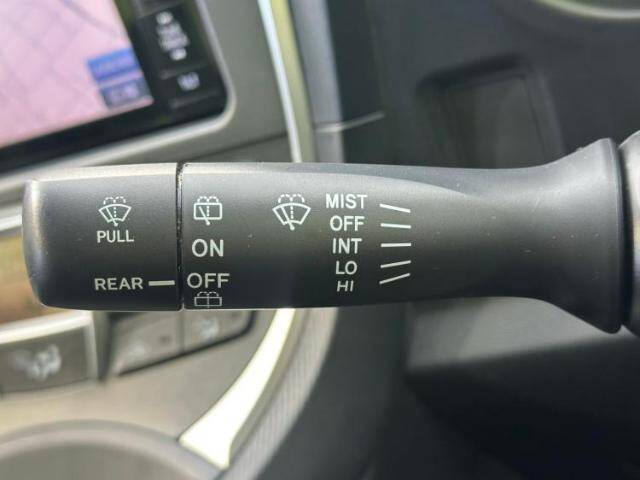 PULL
REAR
ON
OFF
MIST
OFF
INT
LO
HI